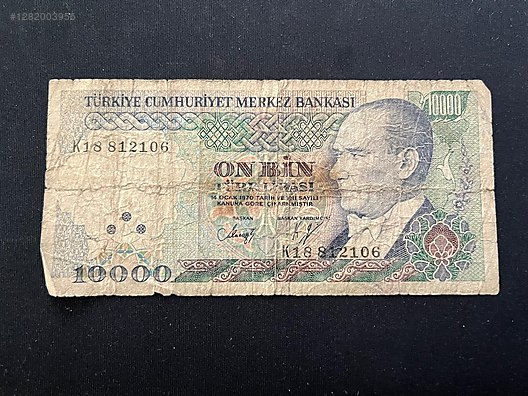 #1282003955
TÜRKİYE CUMHURİYET MERKEZ BANKASI
10000
K18 812106
ON BİN
TÜRK LİRASI
14 OCAK 1970 TARİH VE 1211 SAYILI
KANUNA GÖRE ÇIKARILMIŞTIR
BAŞKAN BAŞKAN YARDIMCISI
K18 812106
10000